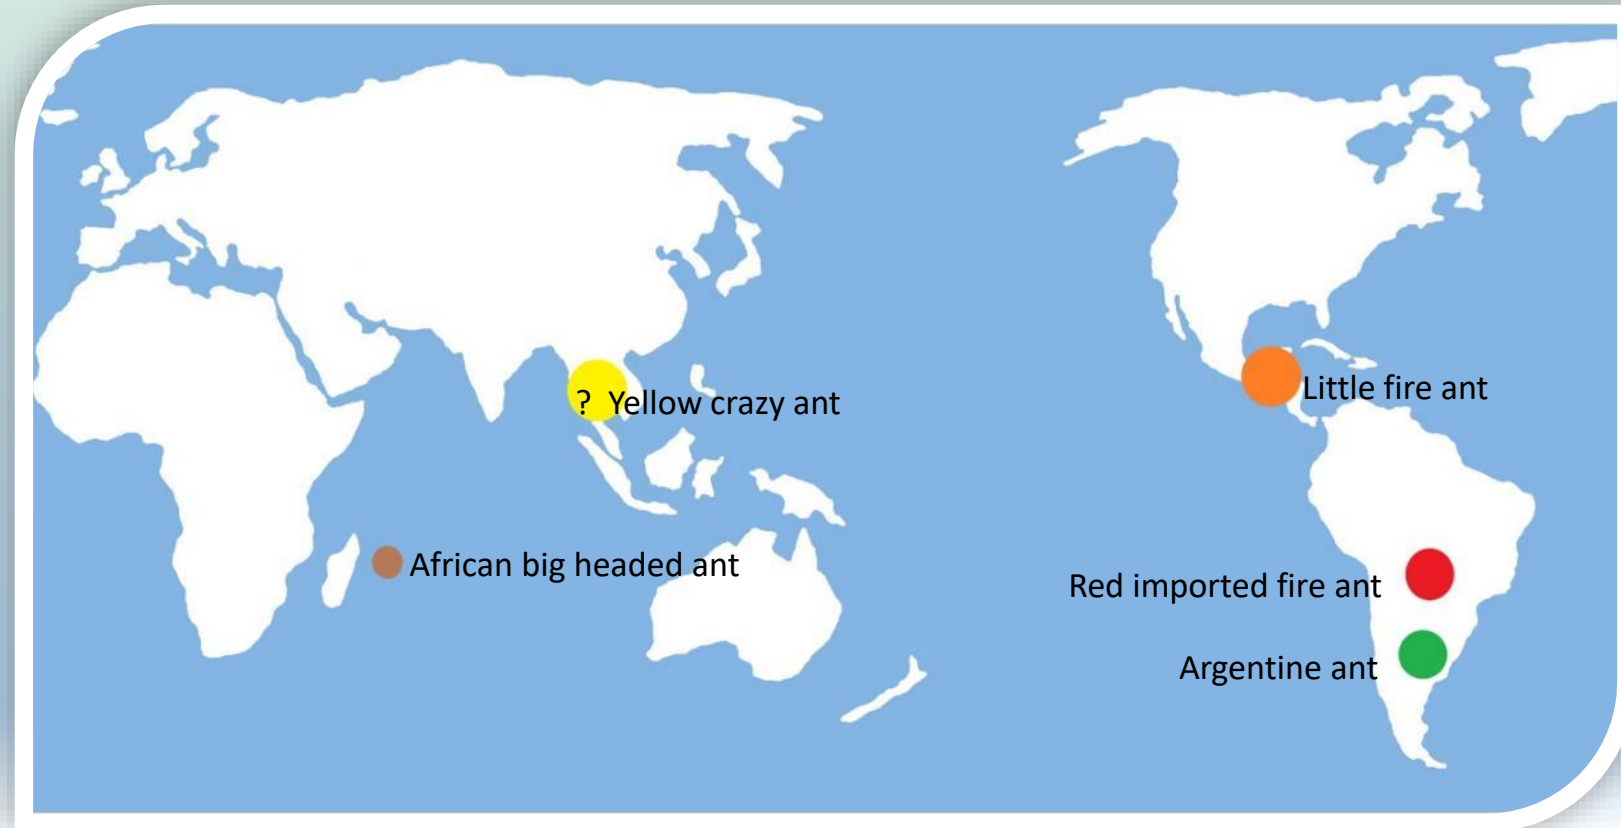 Little fire ant
? Yellow crazy ant
African big headed ant
Red imported fire ant
Argentine ant